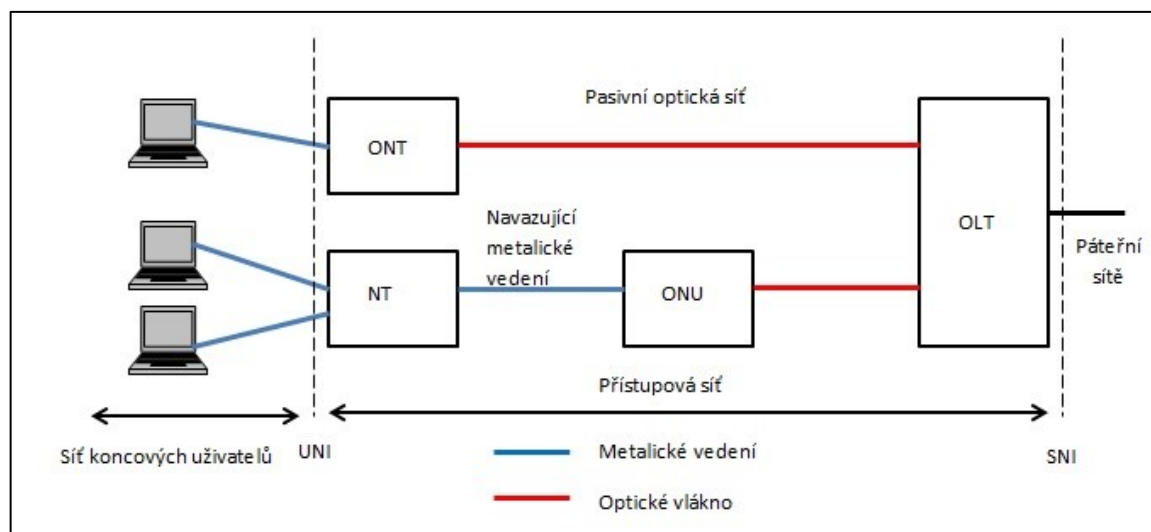 Pasivní optická síť
ONT
Navazující
metalické
vedení
OLT
Páteřní
sítě
NT
ONU
Přístupová síť
Síť koncových uživatelů
UNI
SNI
Metalické vedení
Optické vlákno